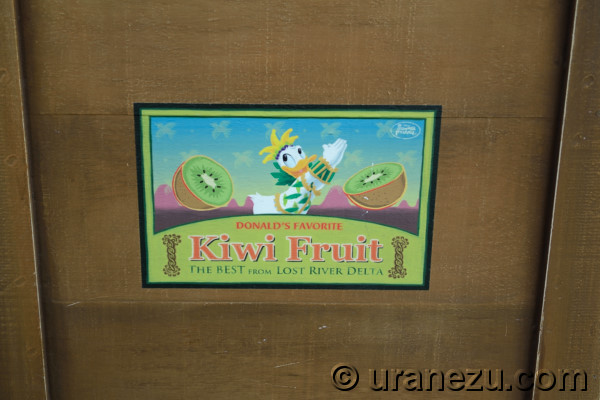 DONALD'S FAVORITE
Kiwi Fruit
THE BEST FROM LOST RIVER DELTA
© uranezu.com